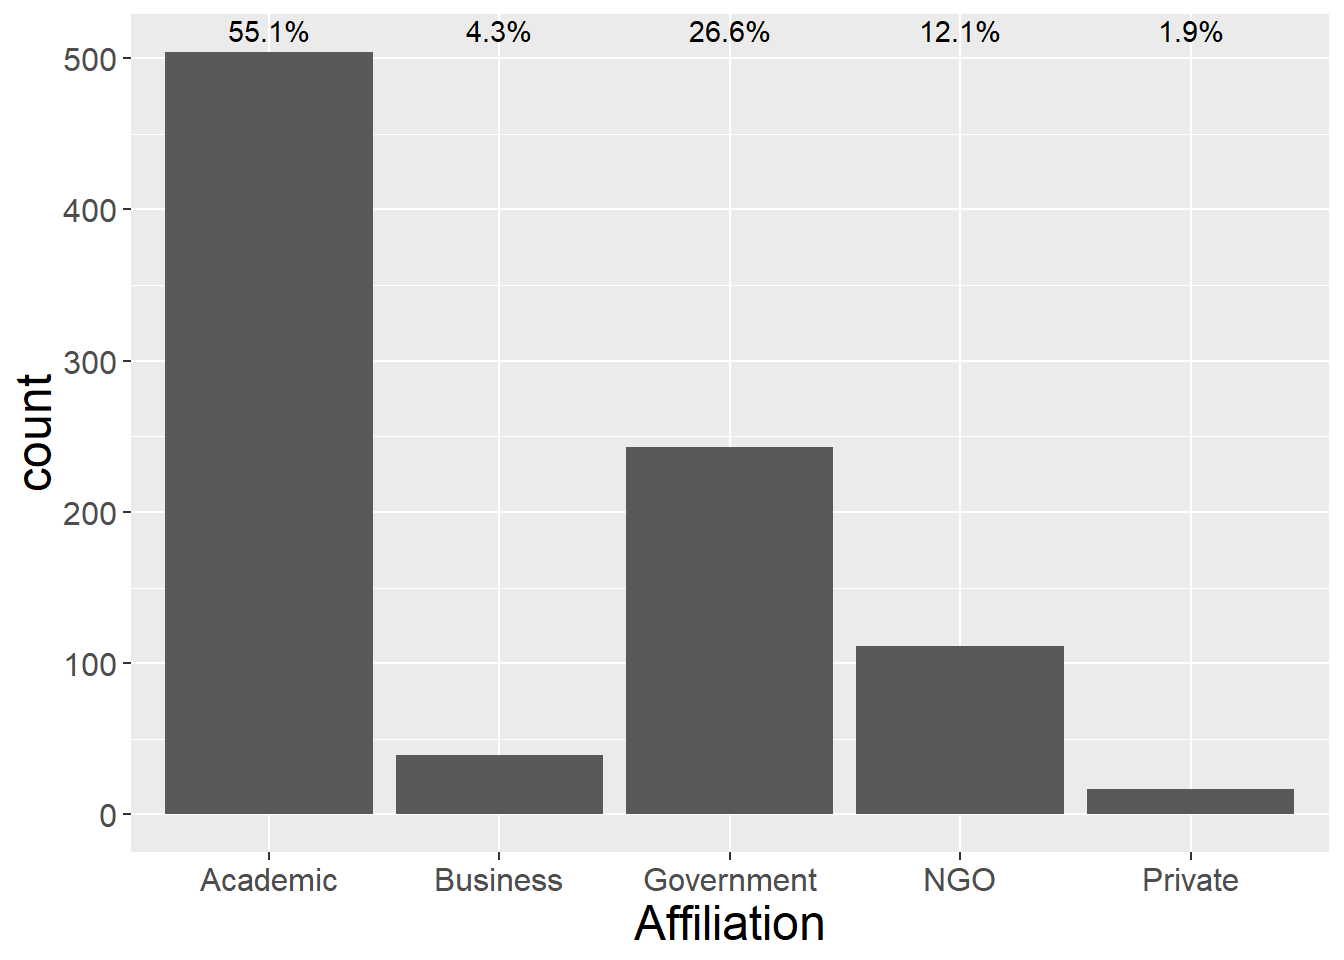 55.1% 4.3% 26.6% 12.1% 1.9%
500
400
300
200
100
0
count
Academic Business Government NGO Private
Affiliation